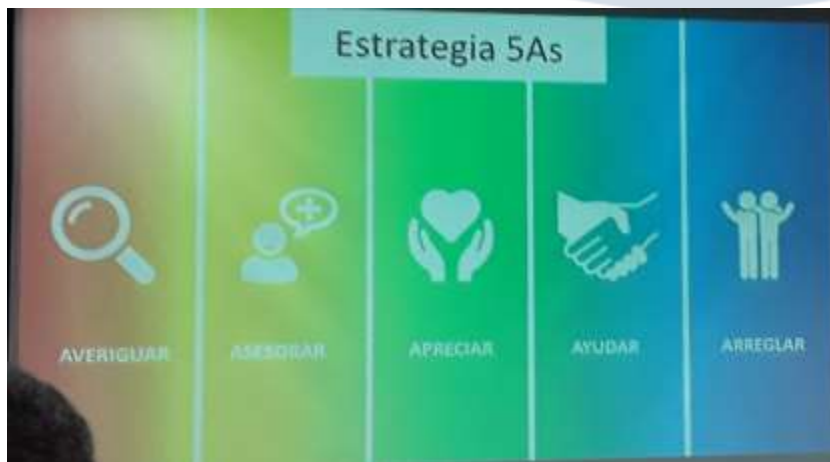 Estrategia 5As
AVERIGUAR
ASESORAR
APRECIAR
AYUDAR
ARREGLAR